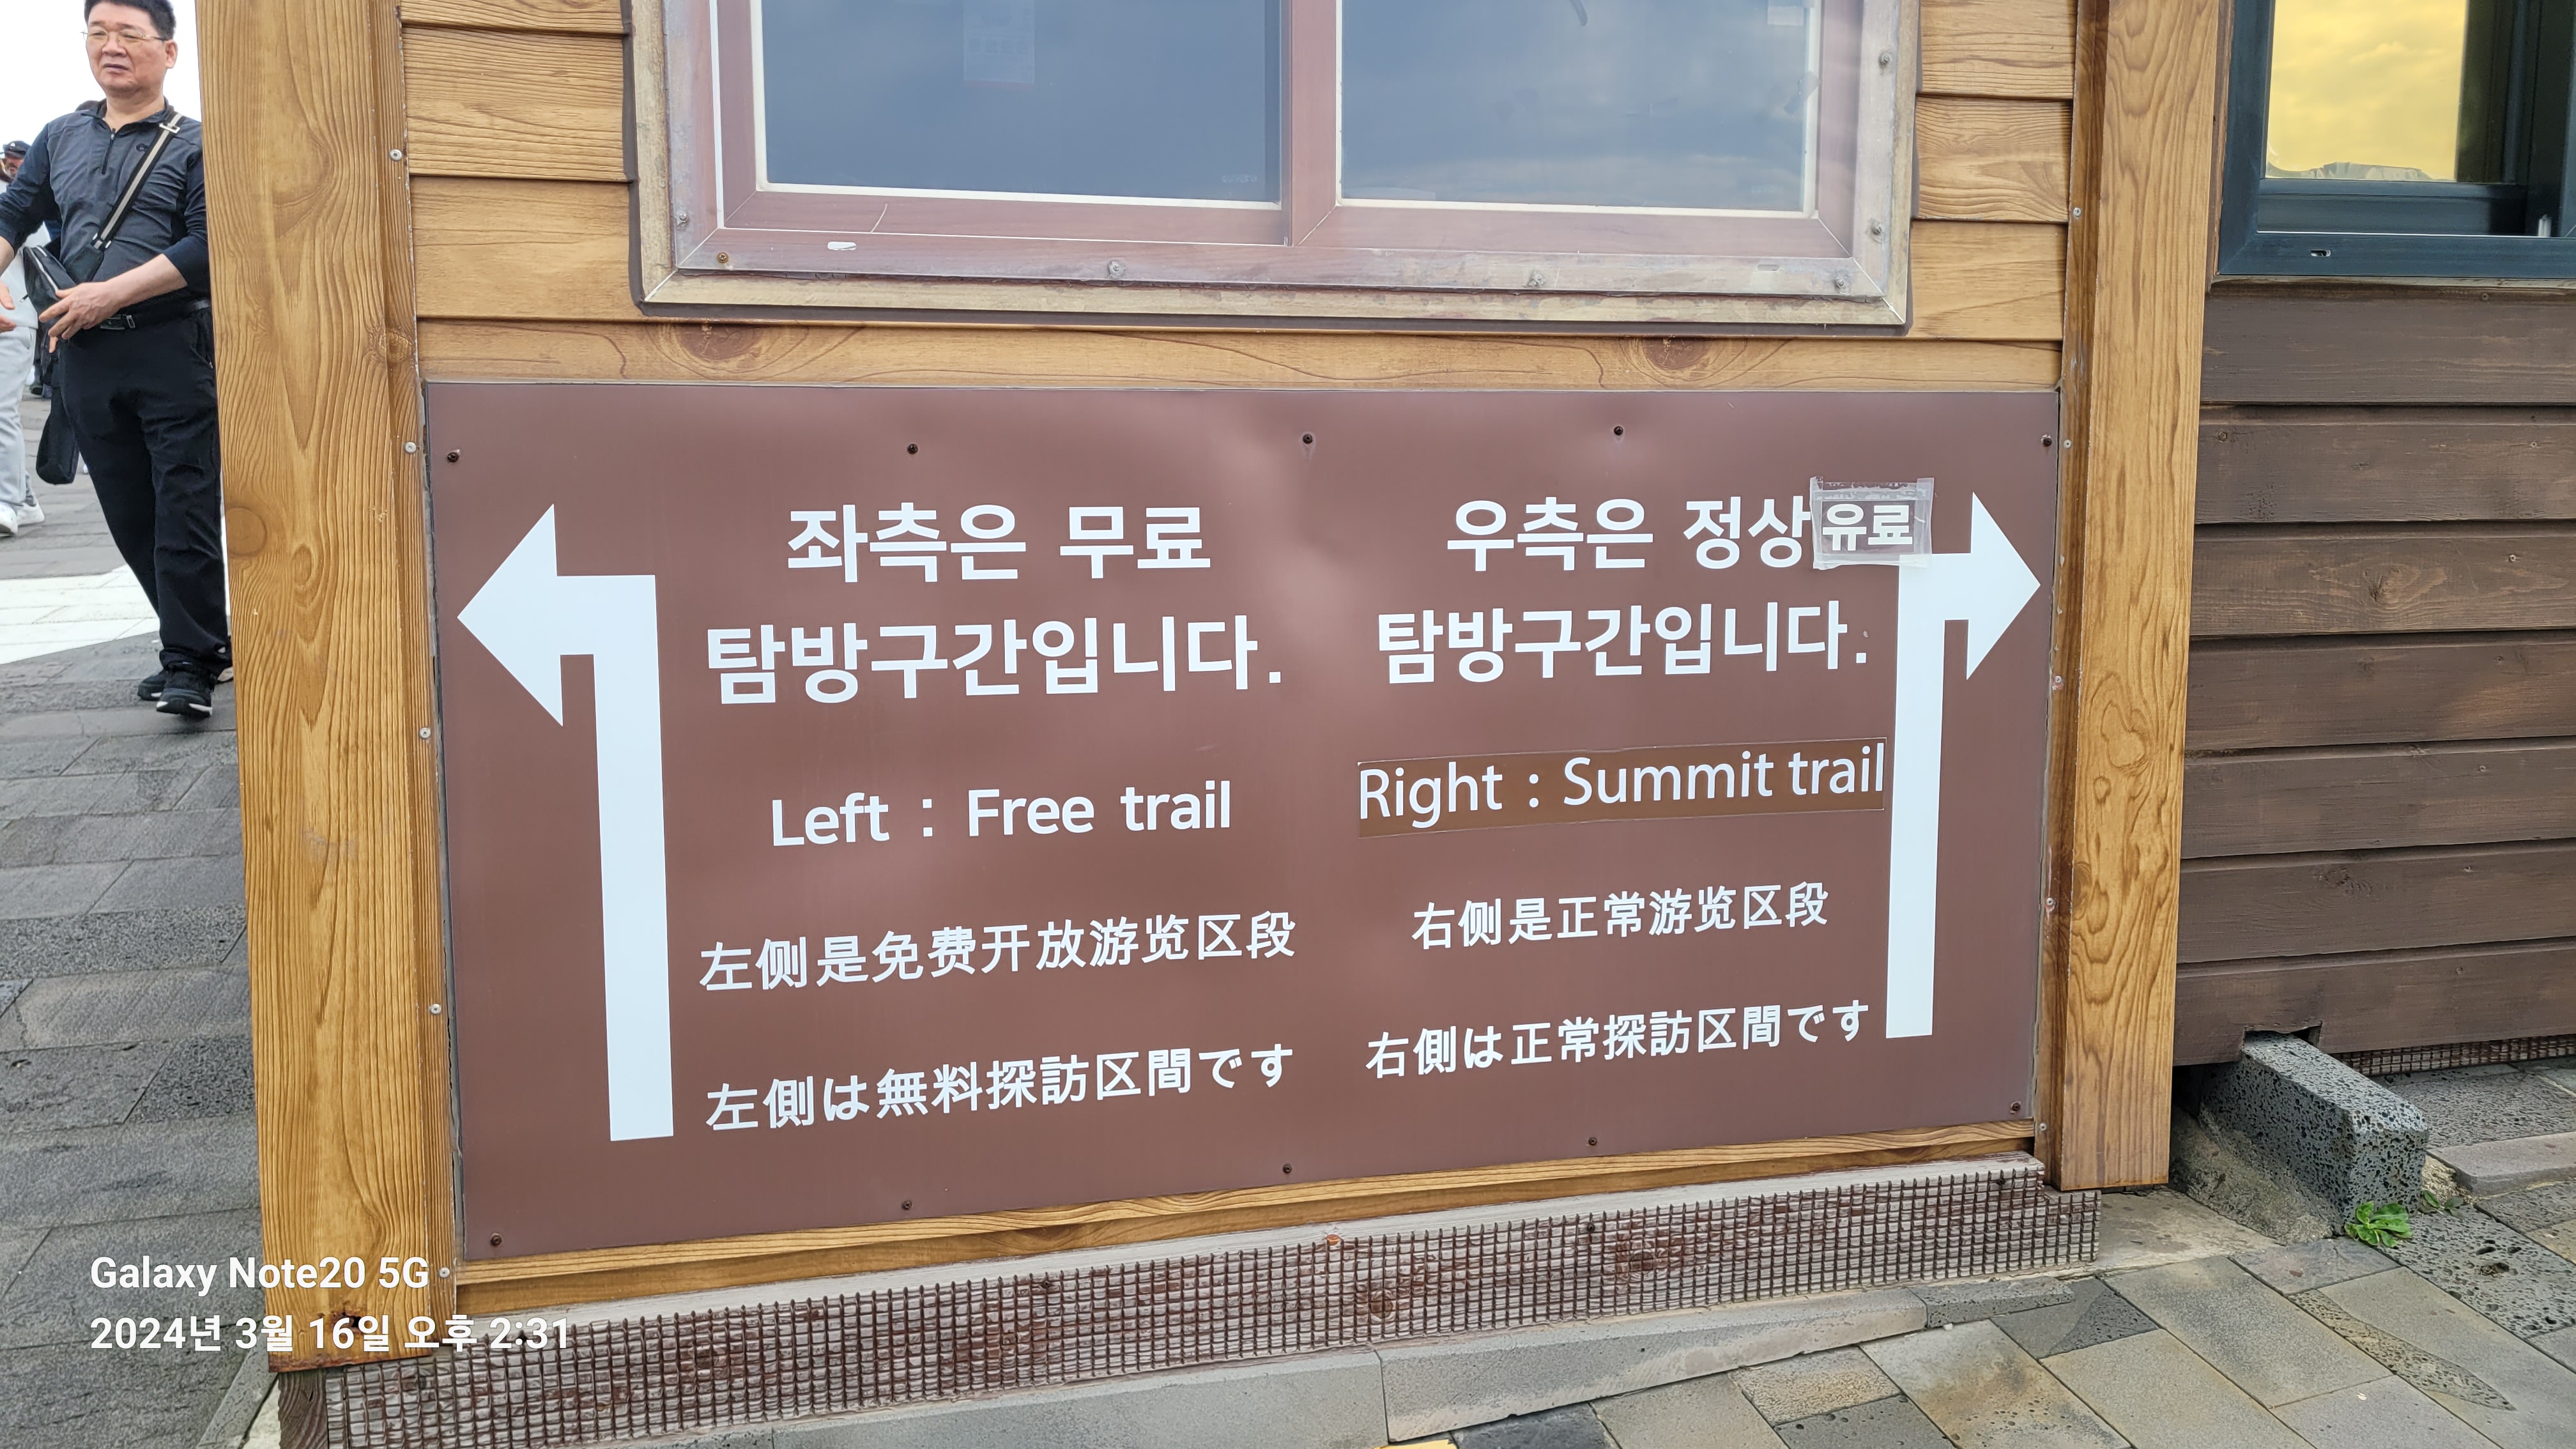 좌측은 무료
탐방구간입니다.
Left : Free trail
左侧是免费开放游览区段
左側は無料探訪区間です
우측은 정상유료
탐방구간입니다.
Right : Summit trail
右侧是正常游览区段
右側は正常探訪区間です
Galaxy Note20 5G
2024년 3월 16일 오후 2:31